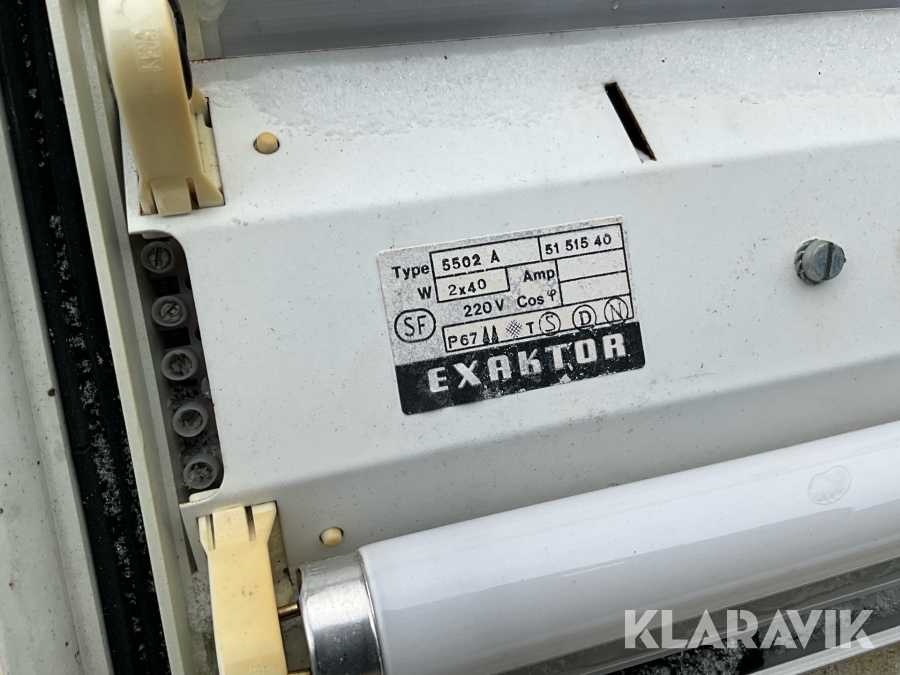 Type 5502 A 51 515 40
W 2x40 Amp
220V Cos φ
SF P67 T S D N
EXAKTOR
KLARAVIK